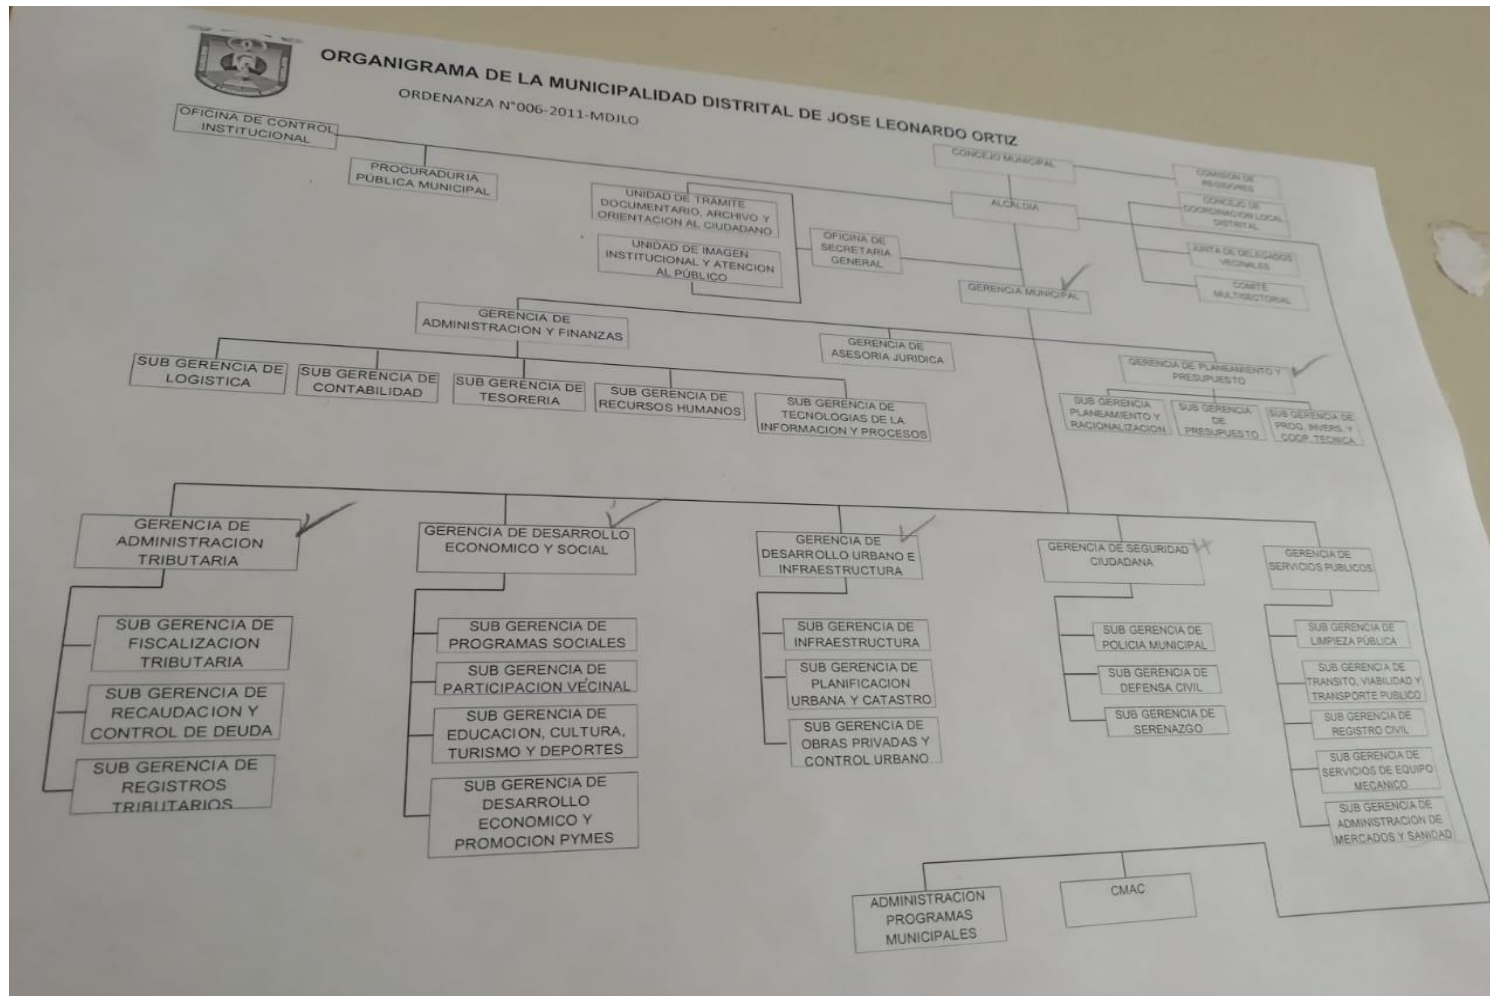 ORGANIGRAMA DE LA MUNICIPALIDAD DISTRITAL DE JOSE LEONARDO ORTIZ
ORDENANZA N°006-2011-MDJLO
OFICINA DE CONTROL
INSTITUCIONAL
PROCURADURIA
PÚBLICA MUNICIPAL
CONCEJO MUNICIPAL
COMISION DE
REGIDORES
ALCALDIA
CONCEJO DE
COORDINACION LOCAL
DISTRITAL
UNIDAD DE TRÁMITE
DOCUMENTARIO, ARCHIVO Y
ORIENTACION AL CIUDADANO
UNIDAD DE IMAGEN
INSTITUCIONAL Y ATENCION
AL PÚBLICO
OFICINA DE
SECRETARIA
GENERAL
JUNTA DE DELEGADOS
VECINALES
COMITÉ
MULTISECTORIAL
GERENCIA MUNICIPAL
GERENCIA DE
ADMINISTRACION Y FINANZAS
GERENCIA DE
ASESORIA JURIDICA
GERENCIA DE PLANEAMIENTO Y
PRESUPUESTO
SUB GERENCIA DE
LOGISTICA
SUB GERENCIA DE
CONTABILIDAD
SUB GERENCIA DE
TESORERIA
SUB GERENCIA DE
RECURSOS HUMANOS
SUB GERENCIA DE
TECNOLOGIAS DE LA
INFORMACION Y PROCESOS
SUB GERENCIA
PLANEAMIENTO Y
RACIONALIZACION
SUB GERENCIA
DE
PRESUPUESTO
SUB GERENCIA DE
PROG. INVERS. Y
COOP. TECNICA
GERENCIA DE
ADMINISTRACION
TRIBUTARIA
SUB GERENCIA DE
FISCALIZACION
TRIBUTARIA
SUB GERENCIA DE
RECAUDACION Y
CONTROL DE DEUDA
SUB GERENCIA DE
REGISTROS
TRIBUTARIOS
GERENCIA DE DESARROLLO
ECONOMICO Y SOCIAL
SUB GERENCIA DE
PROGRAMAS SOCIALES
SUB GERENCIA DE
PARTICIPACION VECINAL
SUB GERENCIA DE
EDUCACION, CULTURA,
TURISMO Y DEPORTES
SUB GERENCIA DE
DESARROLLO
ECONOMICO Y
PROMOCION PYMES
GERENCIA DE
DESARROLLO URBANO E
INFRAESTRUCTURA
SUB GERENCIA DE
INFRAESTRUCTURA
SUB GERENCIA DE
PLANIFICACION
URBANA Y CATASTRO
SUB GERENCIA DE
OBRAS PRIVADAS Y
CONTROL URBANO
GERENCIA DE SEGURIDAD
CIUDADANA
SUB GERENCIA DE
POLICIA MUNICIPAL
SUB GERENCIA DE
DEFENSA CIVIL
SUB GERENCIA DE
SERENAZGO
GERENCIA DE
SERVICIOS PUBLICOS
SUB GERENCIA DE
LIMPIEZA PÚBLICA
SUB GERENCIA DE
TRANSITO, VIABILIDAD Y
TRANSPORTE PUBLICO
SUB GERENCIA DE
REGISTRO CIVIL
SUB GERENCIA DE
SERVICIOS DE EQUIPO
MECANICO
SUB GERENCIA DE
ADMINISTRACION DE
MERCADOS Y SANIDAD
ADMINISTRACION
PROGRAMAS
MUNICIPALES
CMAC